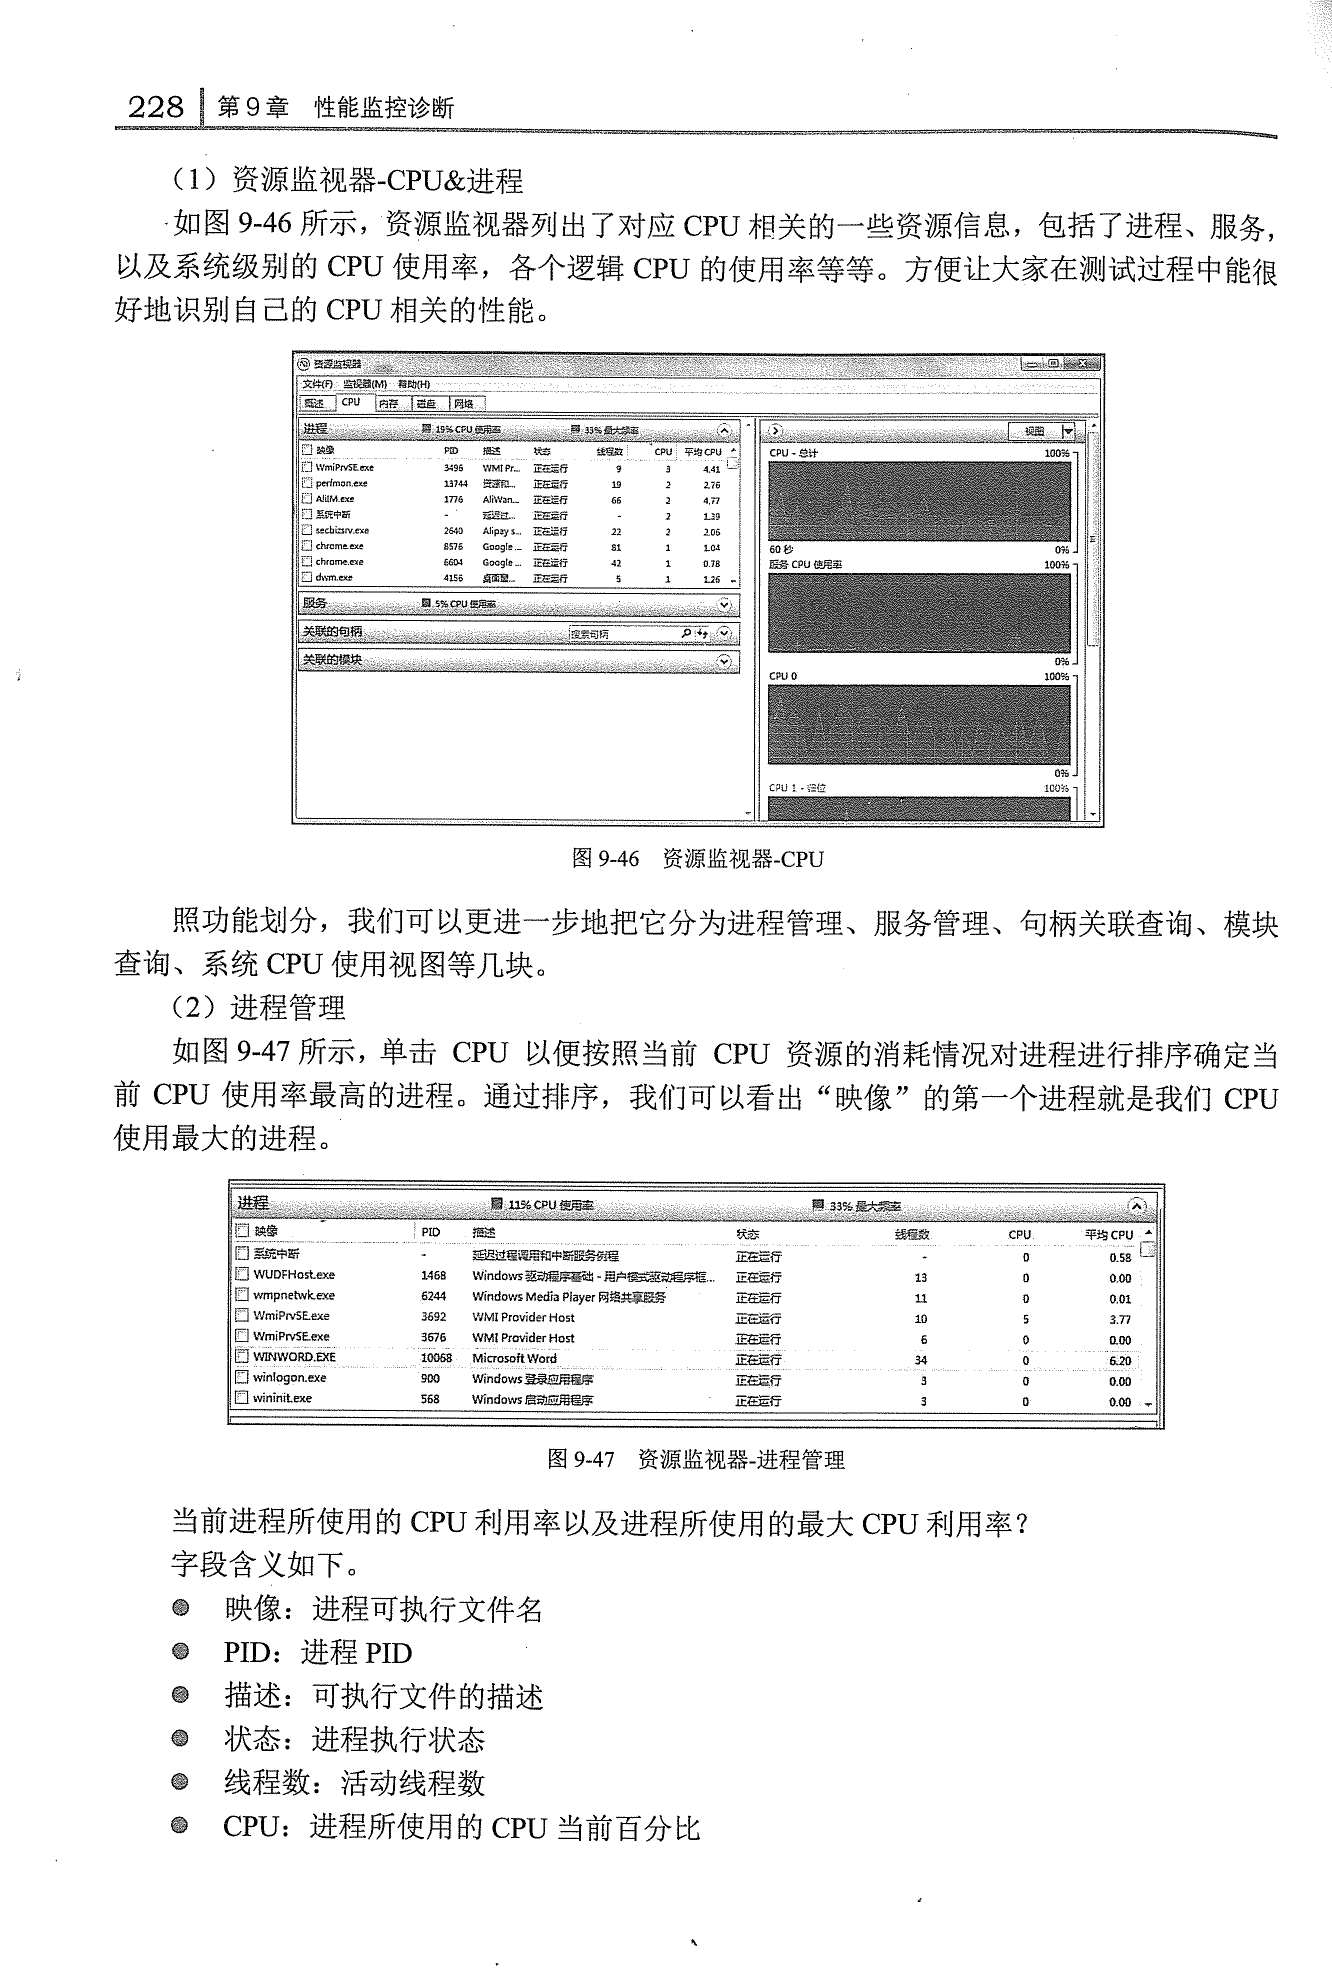 228 第9章 性能监控诊断
（1）资源监视器-CPU&进程
如图 9-46 所示，资源监视器列出了对应 CPU 相关的一些资源信息，包括了进程、服务，
以及系统级别的 CPU 使用率，各个逻辑 CPU 的使用率等等。方便让大家在测试过程中能很
好地识别自己的 CPU 相关的性能。
资源监视器
文件(F) 监视器(M) 帮助(H)
概述 CPU 内存 磁盘 网络
进程 19% CPU 使用率 33% 最大频率
映像 PID 描述 状态 线程数 CPU 平均 CPU
WmiPrvSE.exe 3496 WMI Pr... 正在运行 9 3 4.41
perfmon.exe 13744 资源和... 正在运行 19 2 2.76
AliIM.exe 1776 AliWan... 正在运行 66 2 4.77
系统中断 - 延迟过... 正在运行 - 2 1.39
secbizsrv.exe 2640 Alipay s... 正在运行 22 2 2.06
chrome.exe 8576 Google ... 正在运行 81 1 1.04
chrome.exe 6604 Google ... 正在运行 42 1 0.78
dwm.exe 4156 桌面窗... 正在运行 5 1 1.26
服务 5% CPU 使用率
关联的句柄 搜索句柄
关联的模块
视图
CPU - 总计 100%
60 秒 0%
服务 CPU 使用率 100%
0%
CPU 0 100%
0%
CPU 1 - 已停 100%
图 9-46 资源监视器-CPU
照功能划分，我们可以更进一步地把它分为进程管理、服务管理、句柄关联查询、模块
查询、系统 CPU 使用视图等几块。
（2）进程管理
如图 9-47 所示，单击 CPU 以便按照当前 CPU 资源的消耗情况对进程进行排序确定当
前 CPU 使用率最高的进程。通过排序，我们可以看出“映像”的第一个进程就是我们 CPU
使用最大的进程。
进程 11% CPU 使用率 33% 最大频率
映像 PID 描述 状态 线程数 CPU 平均 CPU
系统中断 - 延迟过程调用和中断服务例程 正在运行 - 0 0.58
WUDFHost.exe 1468 Windows 驱动程序基础 - 用户模式驱动程序框... 正在运行 13 0 0.00
wmpnetwk.exe 6244 Windows Media Player 网络共享服务 正在运行 11 0 0.01
WmiPrvSE.exe 3692 WMI Provider Host 正在运行 10 5 3.77
WmiPrvSE.exe 3676 WMI Provider Host 正在运行 6 0 0.00
WINWORD.EXE 10068 Microsoft Word 正在运行 34 0 6.20
winlogon.exe 900 Windows 登录应用程序 正在运行 3 0 0.00
wininit.exe 568 Windows 启动应用程序 正在运行 3 0 0.00
图 9-47 资源监视器-进程管理
当前进程所使用的 CPU 利用率以及进程所使用的最大 CPU 利用率？
字段含义如下。
● 映像：进程可执行文件名
● PID：进程 PID
● 描述：可执行文件的描述
● 状态：进程执行状态
● 线程数：活动线程数
● CPU：进程所使用的 CPU 当前百分比